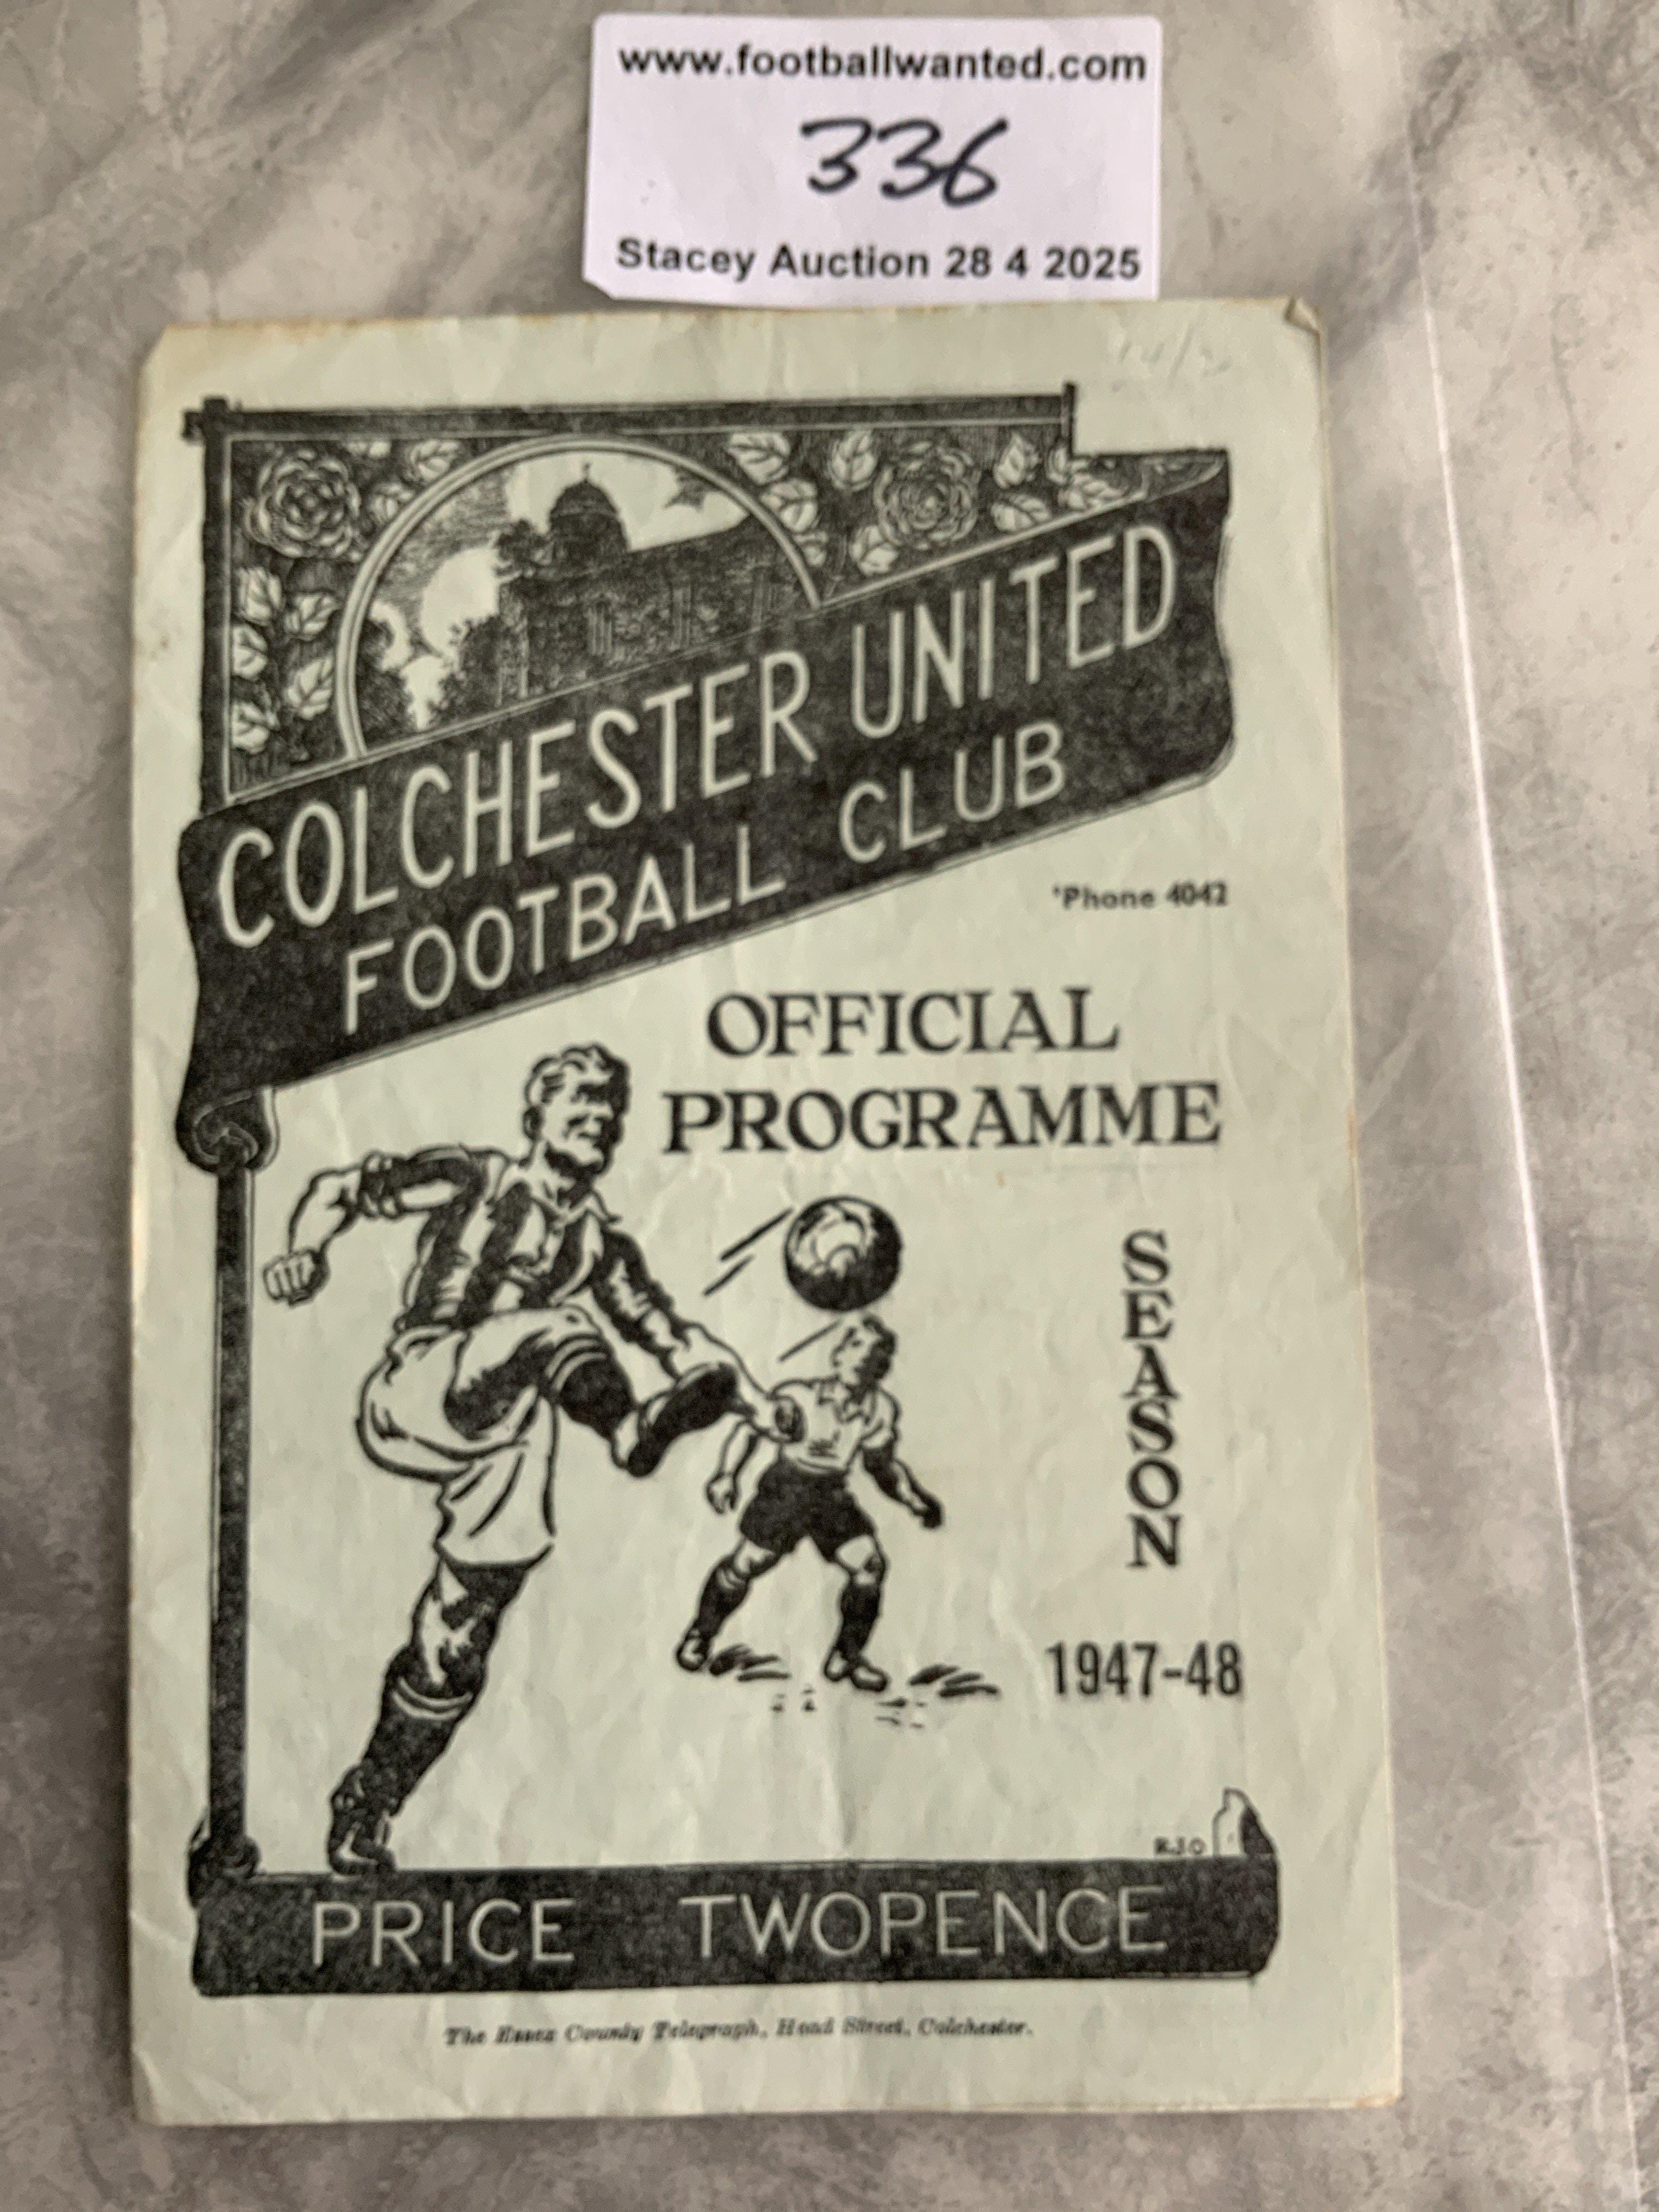 www.footballwanted.com
336
Stacey Auction 28 4 2025
COLCHESTER UNITED
FOOTBALL CLUB
'Phone 4042
OFFICIAL
PROGRAMME
SEASON
1947-48
R.J.O
PRICE TWOPENCE
The Essex County Telegraph, Head Street, Colchester.